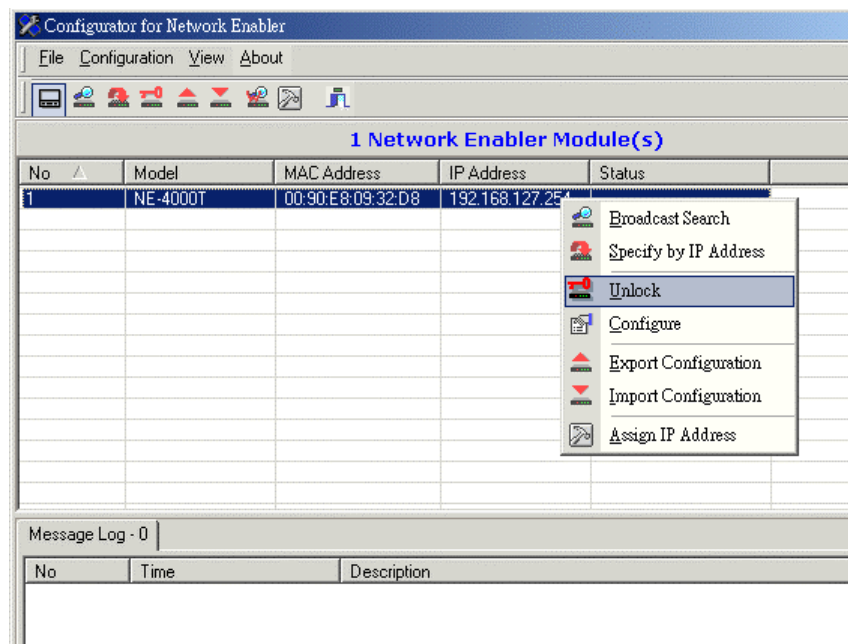 Configurator for Network Enabler
File Configuration View About
1 Network Enabler Module(s)
No Model MAC Address IP Address Status
1 NE-4000T 00:90:E8:09:32:D8 192.168.127.254
Broadcast Search
Specify by IP Address
Unlock
Configure
Export Configuration
Import Configuration
Assign IP Address
Message Log - 0
No Time Description